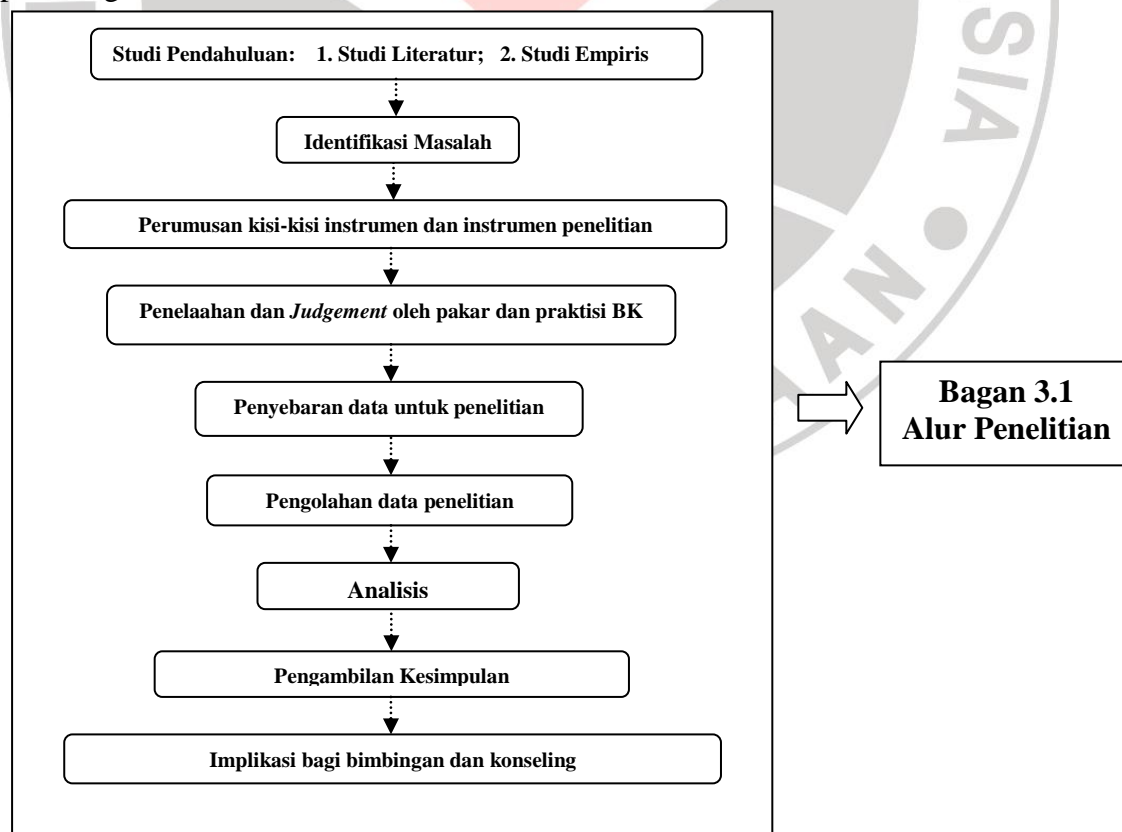 Studi Pendahuluan: 1. Studi Literatur; 2. Studi Empiris
Identifikasi Masalah
Perumusan kisi-kisi instrumen dan instrumen penelitian
Penelaahan dan Judgement oleh pakar dan praktisi BK
Penyebaran data untuk penelitian
Pengolahan data penelitian
Analisis
Pengambilan Kesimpulan
Implikasi bagi bimbingan dan konseling
Bagan 3.1
Alur Penelitian
SIA
AN